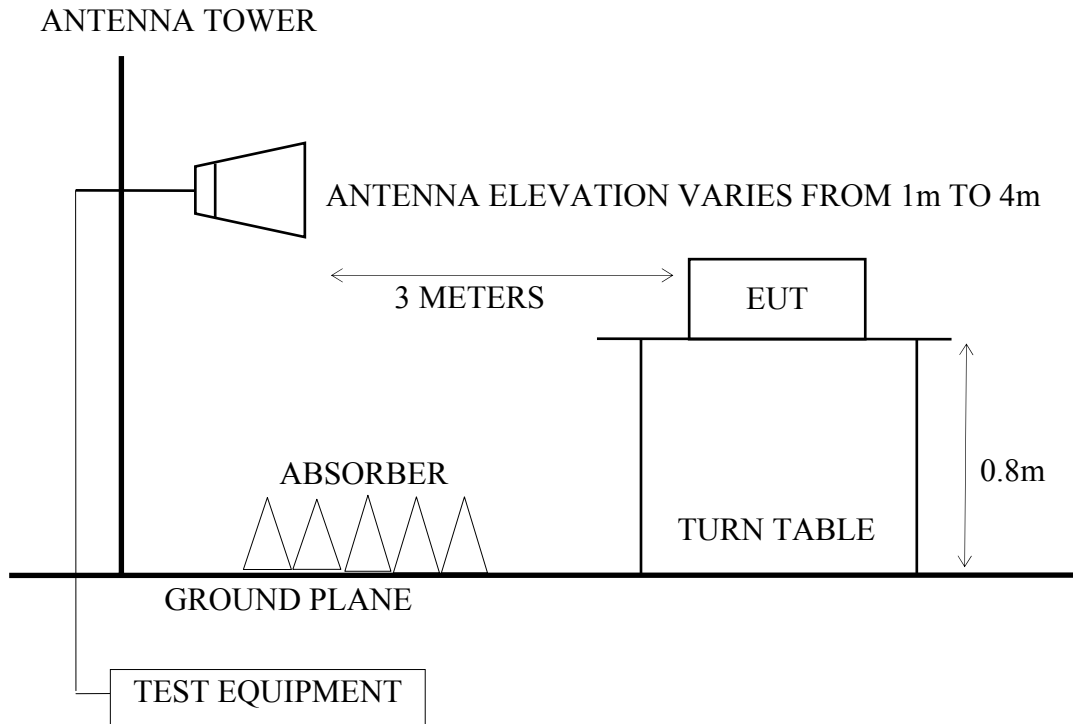 ANTENNA TOWER
ANTENNA ELEVATION VARIES FROM 1m TO 4m
3 METERS
EUT
ABSORBER
0.8m
TURN TABLE
GROUND PLANE
TEST EQUIPMENT